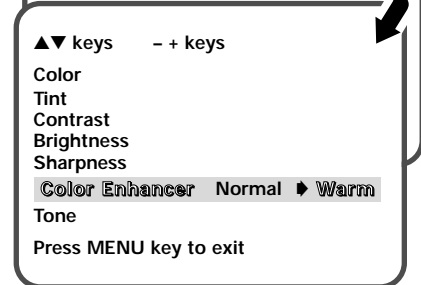 ▲▼ keys – + keys
Color
Tint
Contrast
Brightness
Sharpness
Color Enhancer Normal ➧ Warm
Tone
Press MENU key to exit